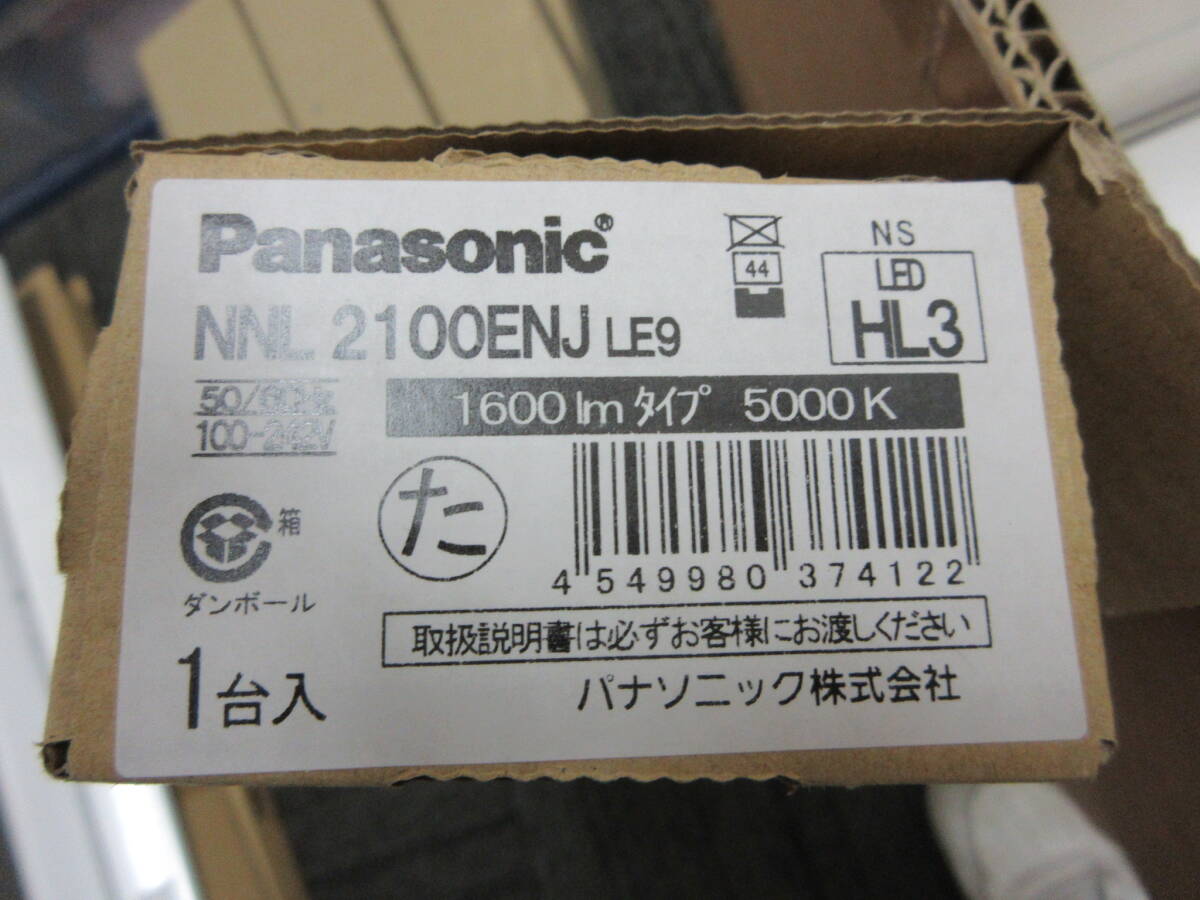 Panasonic®
NNL 2100ENJ LE9
44
NS
LED
HL3
50/60Hz
100-242V
1600 lm タイプ 5000K
た
箱
ダンボール
4 549980 374122
取扱説明書は必ずお客様にお渡しください
1台入
パナソニック株式会社